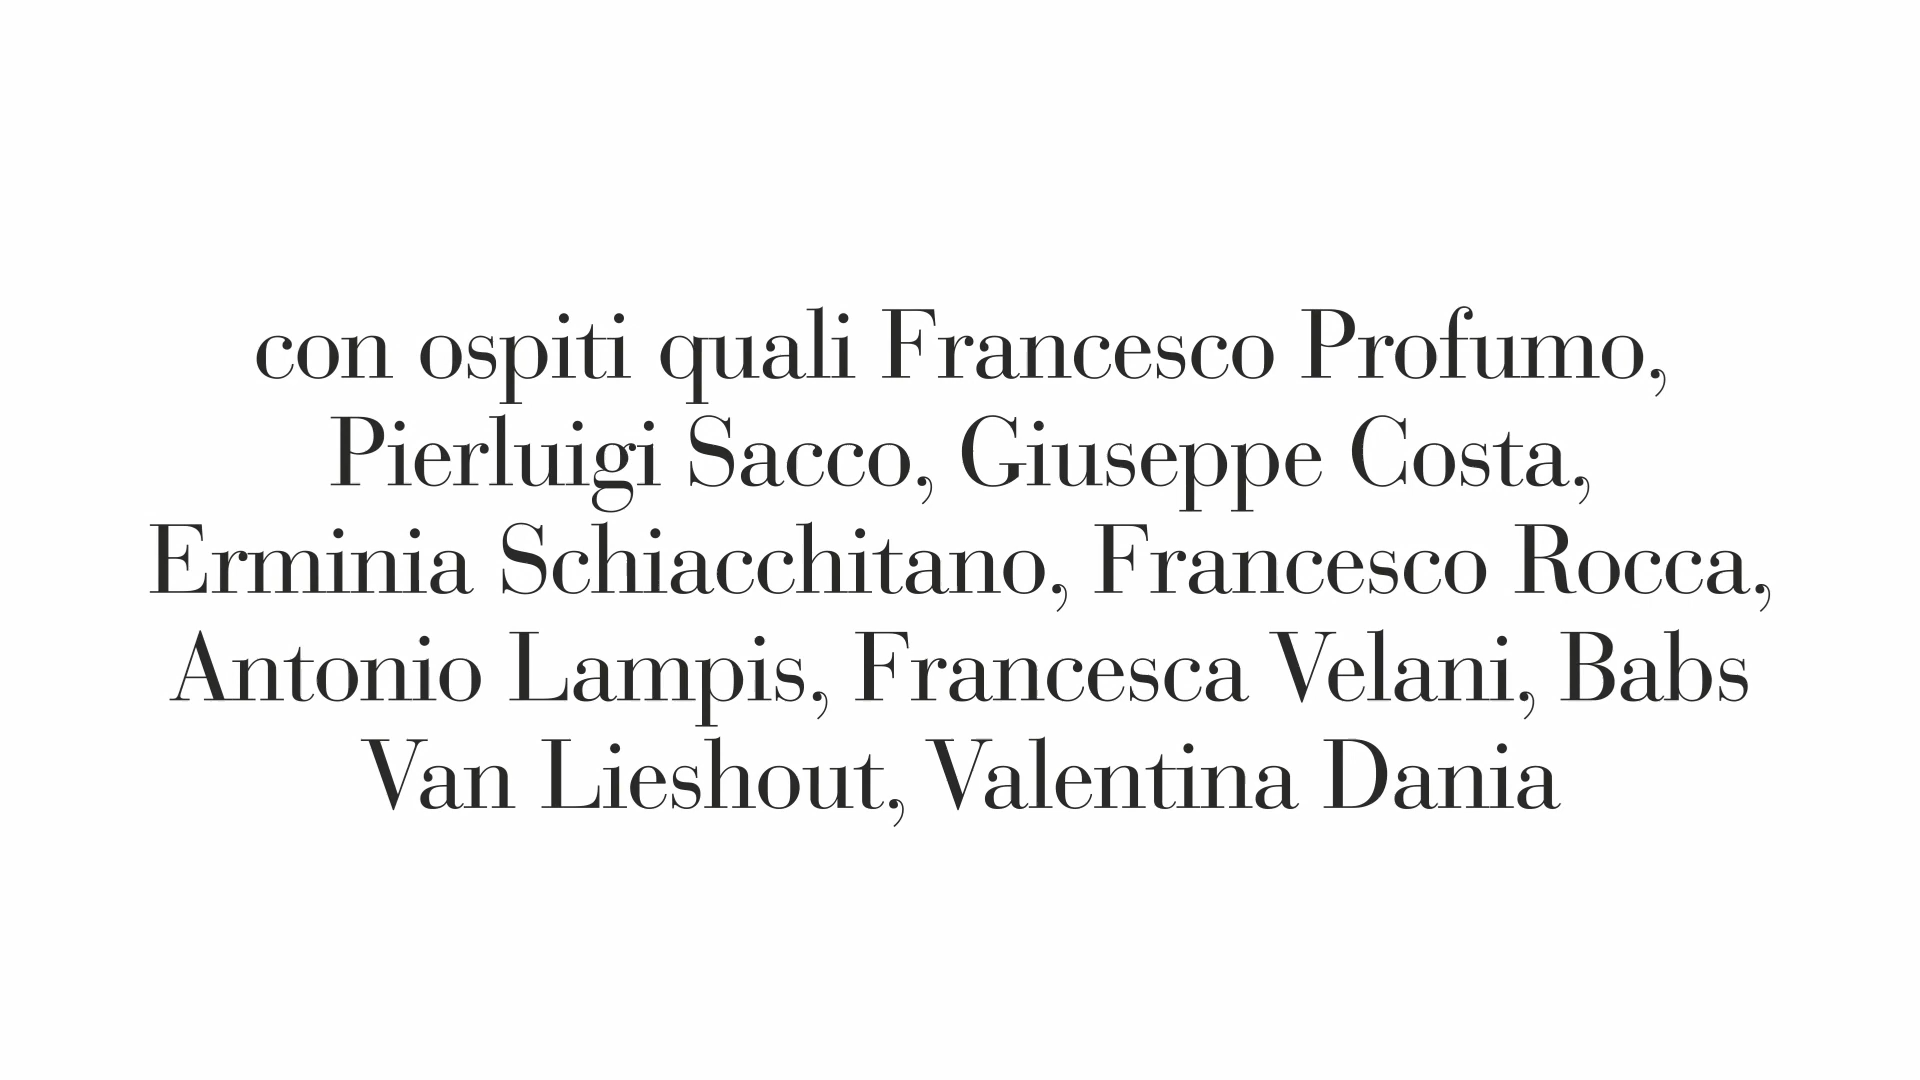 con ospiti quali Francesco Profumo,
Pierluigi Sacco, Giuseppe Costa,
Erminia Schiacchitano, Francesco Rocca,
Antonio Lampis, Francesca Velani, Babs
Van Lieshout, Valentina Dania